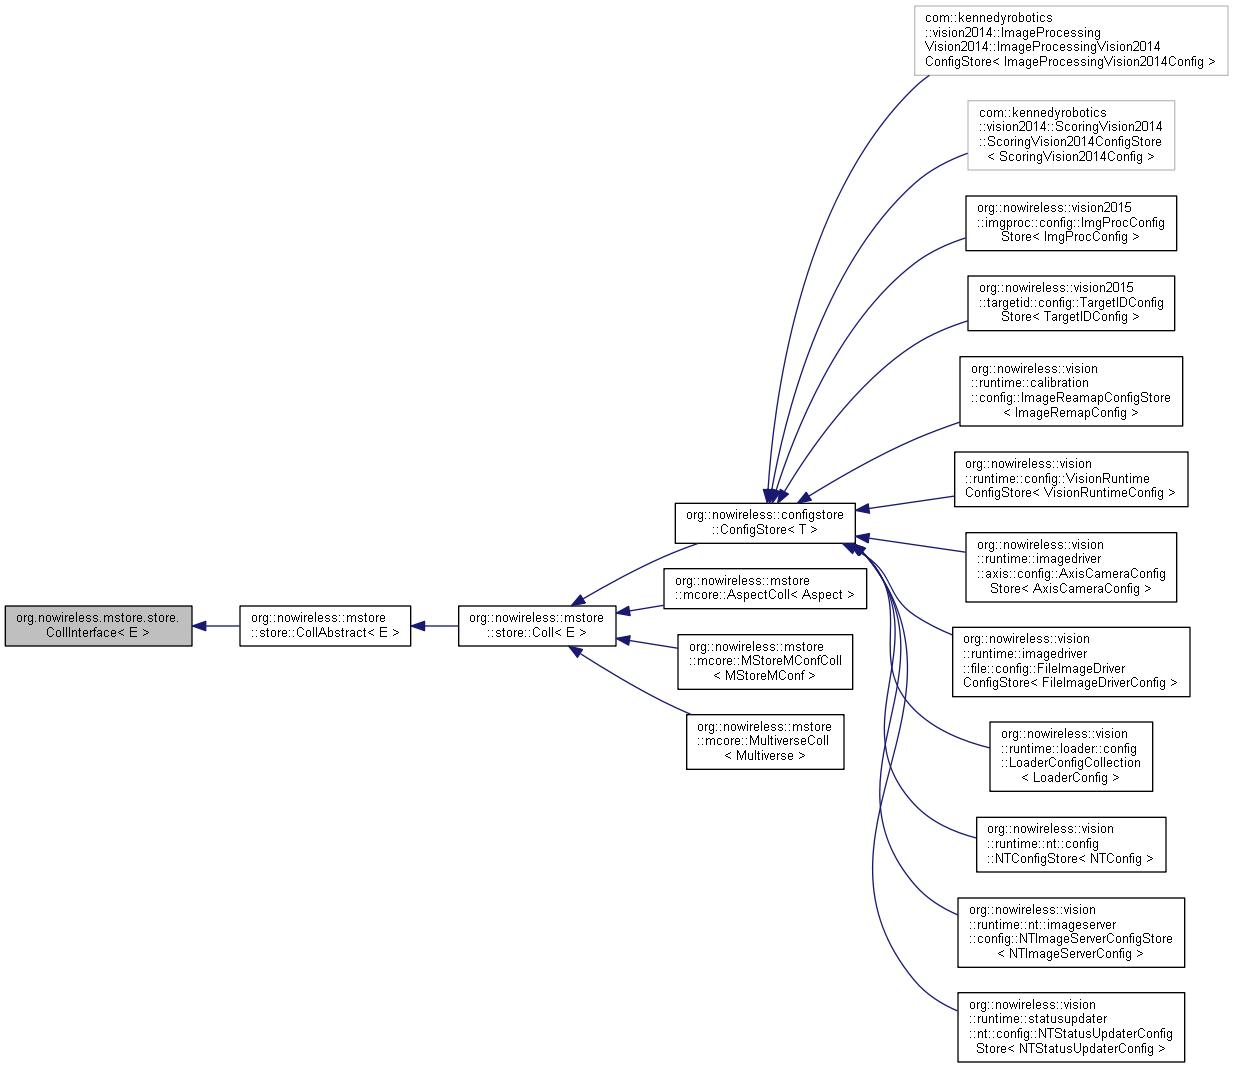 com::kennedyrobotics
::vision2014::ImageProcessing
Vision2014::ImageProcessingVision2014
ConfigStore< ImageProcessingVision2014Config >
com::kennedyrobotics
::vision2014::ScoringVision2014
::ScoringVision2014ConfigStore
< ScoringVision2014Config >
org::nowireless::vision2015
::imgproc::config::ImgProcConfig
Store< ImgProcConfig >
org::nowireless::vision2015
::targetid::config::TargetIDConfig
Store< TargetIDConfig >
org::nowireless::vision
::runtime::calibration
::config::ImageReamapConfigStore
< ImageRemapConfig >
org::nowireless::vision
::runtime::config::VisionRuntime
ConfigStore< VisionRuntimeConfig >
org::nowireless::configstore
::ConfigStore< T >
org::nowireless::vision
::runtime::imagedriver
::axis::config::AxisCameraConfig
Store< AxisCameraConfig >
org::nowireless::mstore
::mcore::AspectColl< Aspect >
org.nowireless.mstore.store.
CollInterface< E >
org::nowireless::mstore
::store::CollAbstract< E >
org::nowireless::mstore
::store::Coll< E >
org::nowireless::mstore
::mcore::MStoreMConfColl
< MStoreMConf >
org::nowireless::vision
::runtime::imagedriver
::file::config::FileImageDriver
ConfigStore< FileImageDriverConfig >
org::nowireless::mstore
::mcore::MultiverseColl
< Multiverse >
org::nowireless::vision
::runtime::loader::config
::LoaderConfigCollection
< LoaderConfig >
org::nowireless::vision
::runtime::nt::config
::NTConfigStore< NTConfig >
org::nowireless::vision
::runtime::nt::imageserver
::config::NTImageServerConfigStore
< NTImageServerConfig >
org::nowireless::vision
::runtime::statusupdater
::nt::config::NTStatusUpdaterConfig
Store< NTStatusUpdaterConfig >